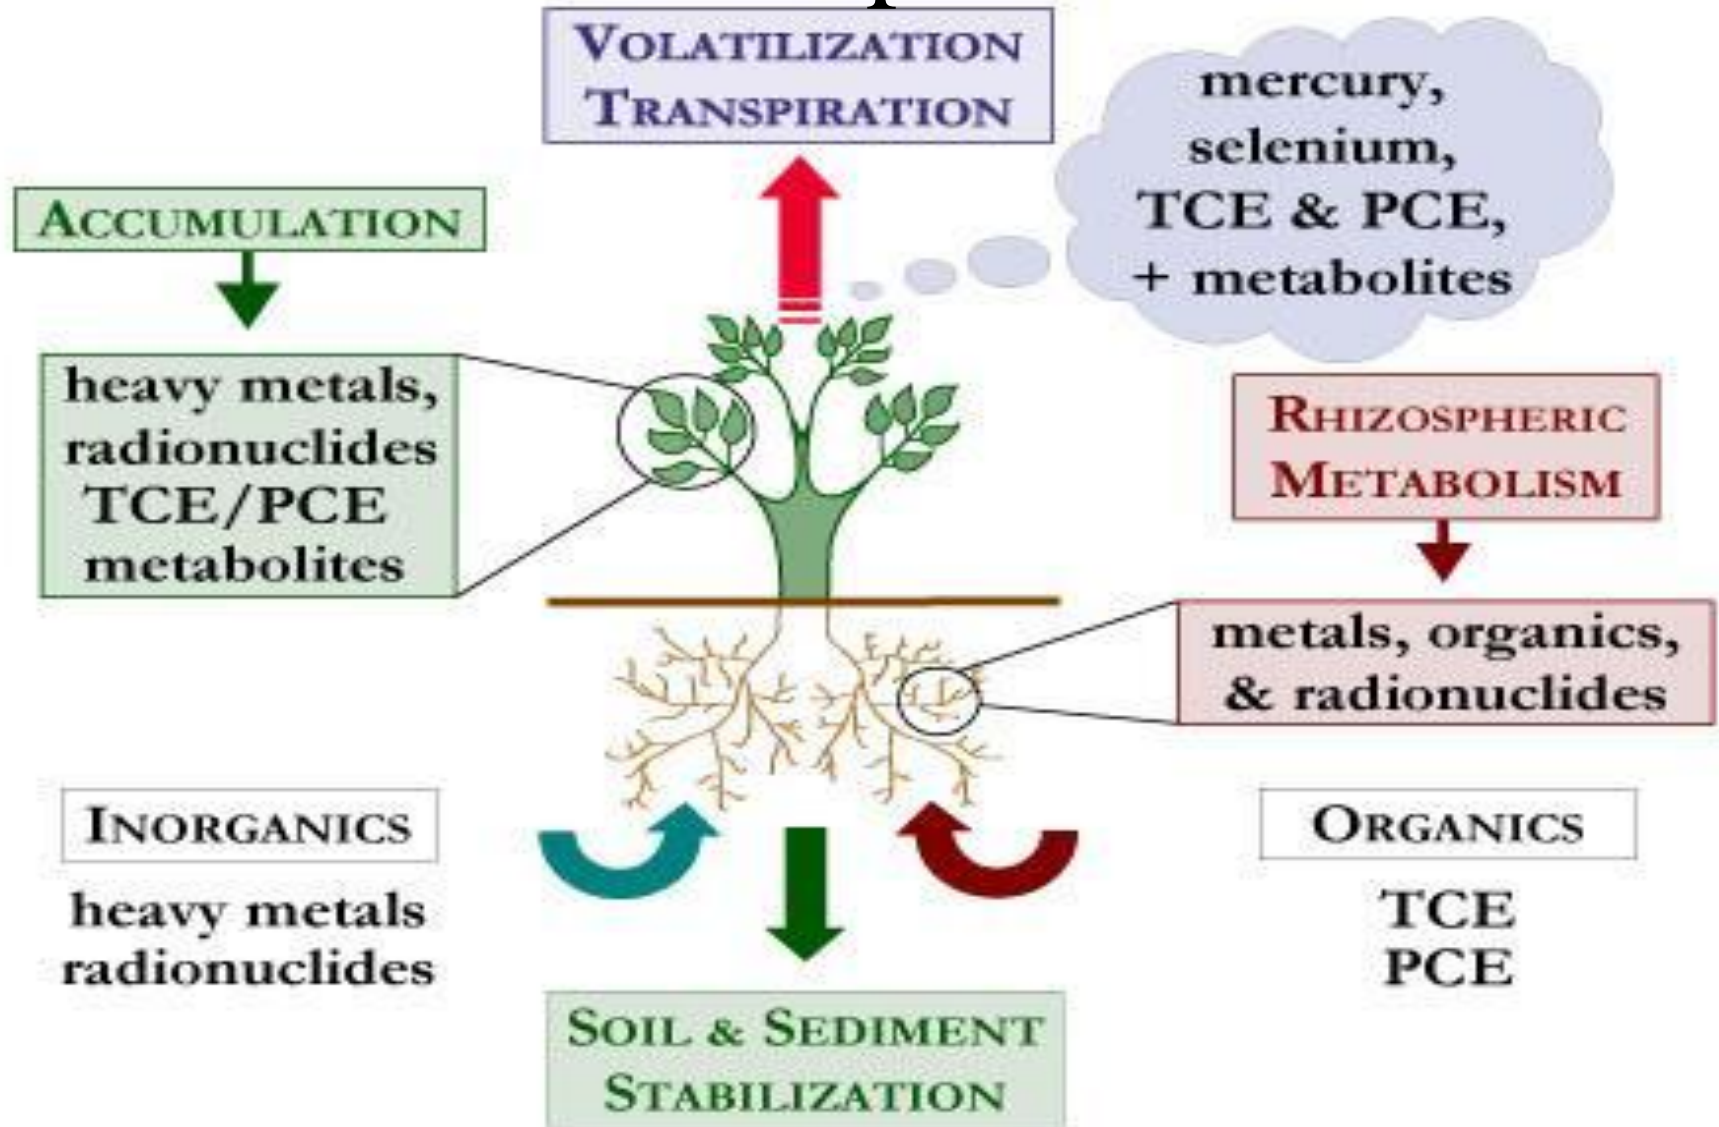 VOLATILIZATION
TRANSPIRATION
mercury,
selenium,
TCE & PCE,
+ metabolites
ACCUMULATION
heavy metals,
radionuclides
TCE/PCE
metabolites
RHIZOSPHERIC
METABOLISM
metals, organics,
& radionuclides
INORGANICS
heavy metals
radionuclides
ORGANICS
TCE
PCE
SOIL & SEDIMENT
STABILIZATION